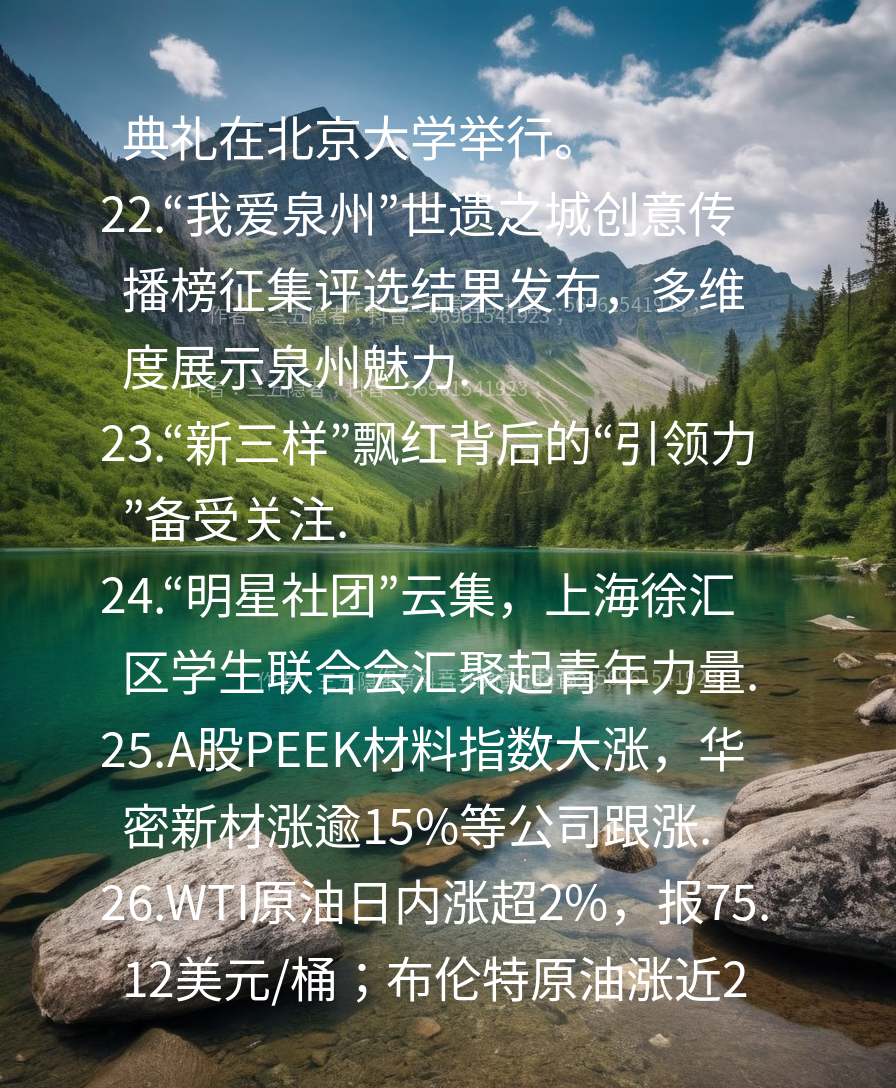 典礼在北京大学举行。
22.“我爱泉州”世遗之城创意传
播榜征集评选结果发布，多维
作者：三五隐者；抖音：56961541923；
度展示泉州魅力.
作者：三五隐者；抖音：56961541923；
23.“新三样”飘红背后的“引领力
”备受关注.
24.“明星社团”云集，上海徐汇
区学生联合会汇聚起青年力量.
25.A股PEEK材料指数大涨，华
密新材涨逾15%等公司跟涨.
26.WTI原油日内涨超2%，报75.
12美元/桶；布伦特原油涨近2